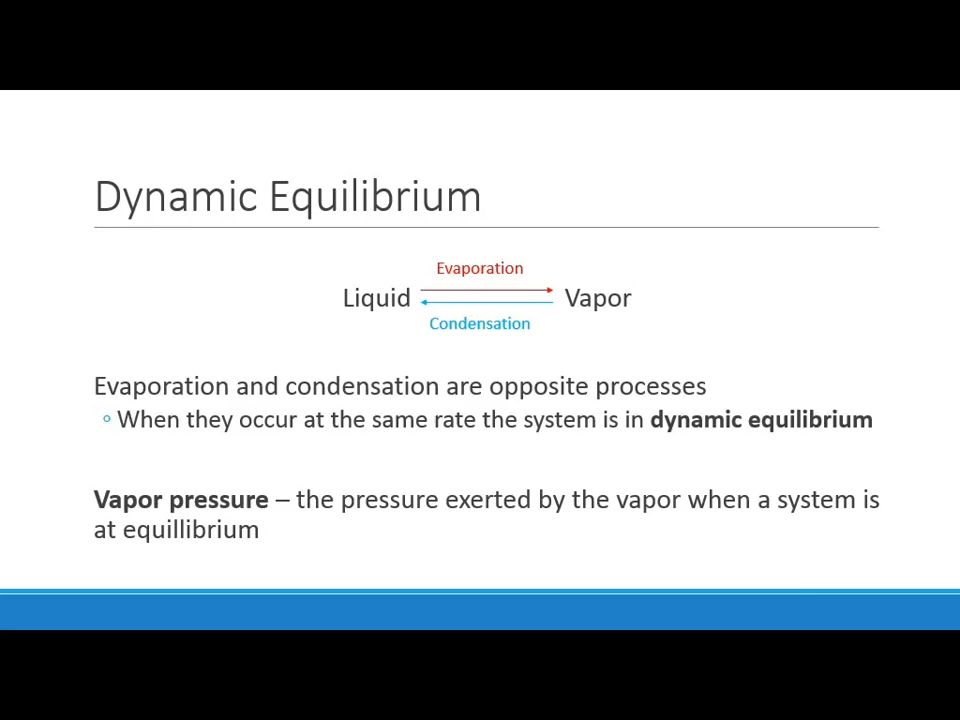 Dynamic Equilibrium
Evaporation
Liquid Vapor
Condensation
Evaporation and condensation are opposite processes
◦ When they occur at the same rate the system is in dynamic equilibrium
Vapor pressure – the pressure exerted by the vapor when a system is
at equillibrium